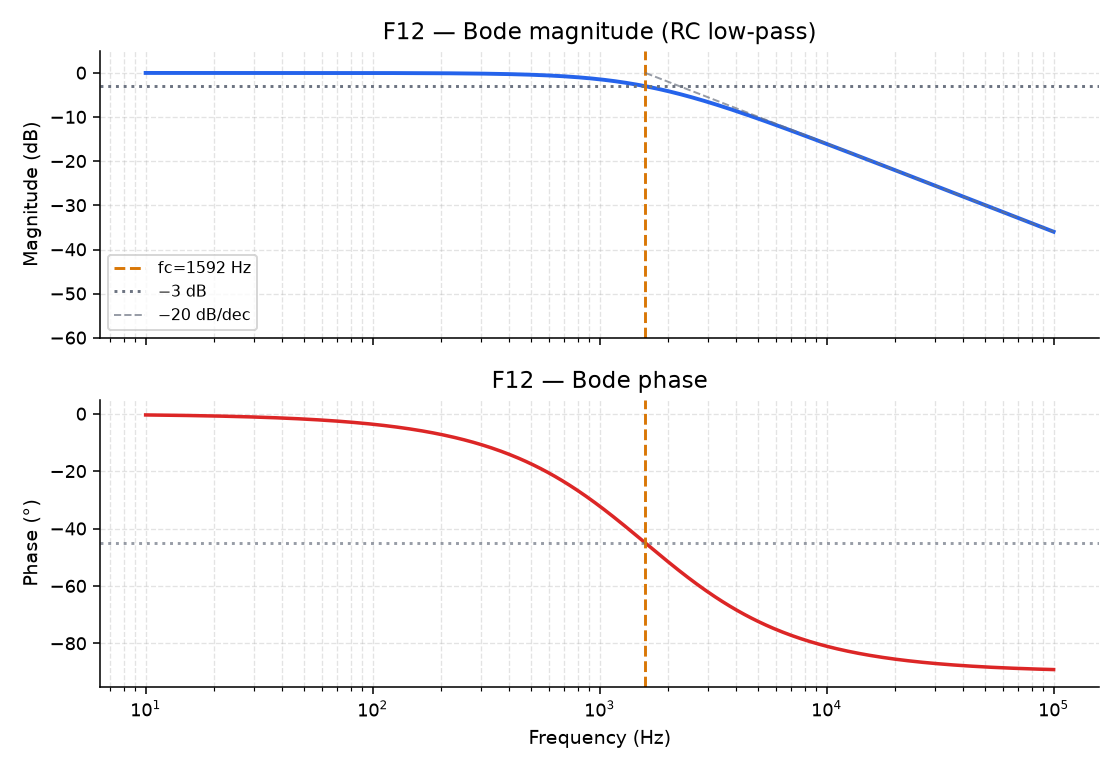 F12 — Bode magnitude (RC low-pass)
Magnitude (dB)
0
−10
−20
−30
−40
−50
−60
fc=1592 Hz
−3 dB
−20 dB/dec
F12 — Bode phase
Phase (°)
0
−20
−40
−60
−80
10¹ 10² 10³ 10⁴ 10⁵
Frequency (Hz)